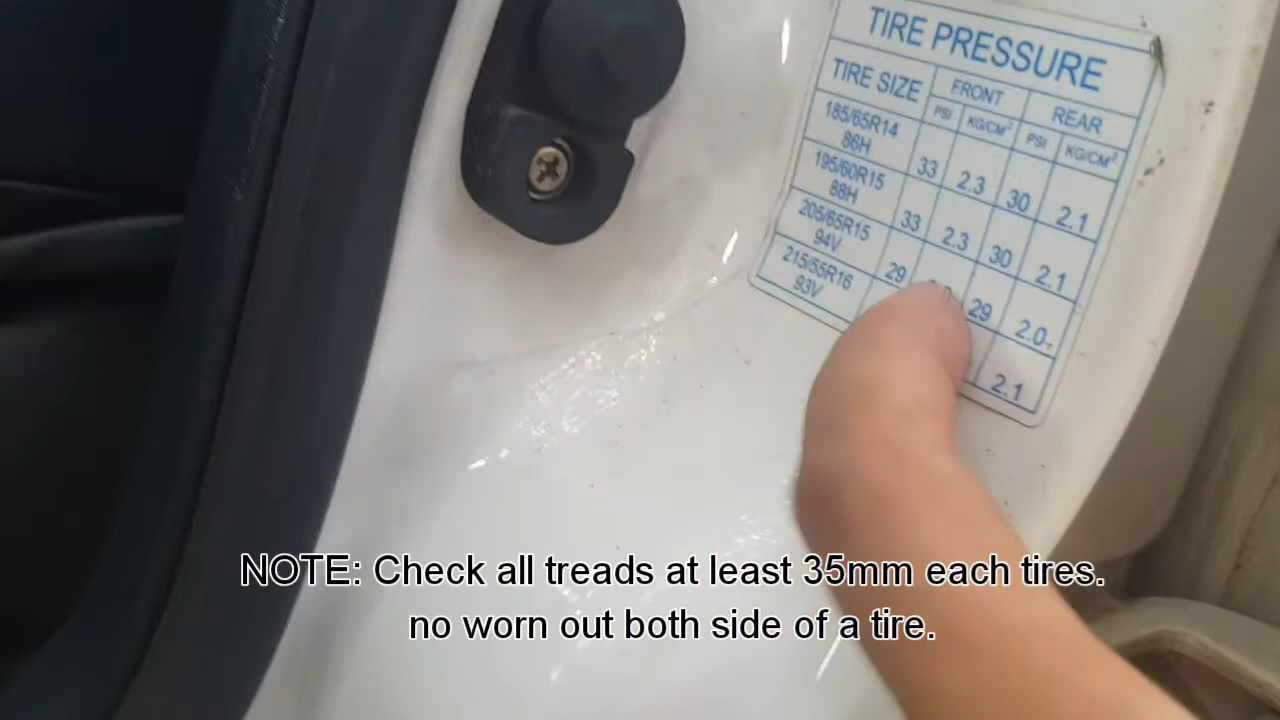 TIRE PRESSURE
TIRE SIZE FRONT REAR
PSI KG/CM² PSI KG/CM²
185/65R14 86H 33 2.3 30 2.1
195/60R15 88H 33 2.3 30 2.1
205/65R15 94V 29 29 2.0
215/55R16 93V 2.1
NOTE: Check all treads at least 35mm each tires.
no worn out both side of a tire.